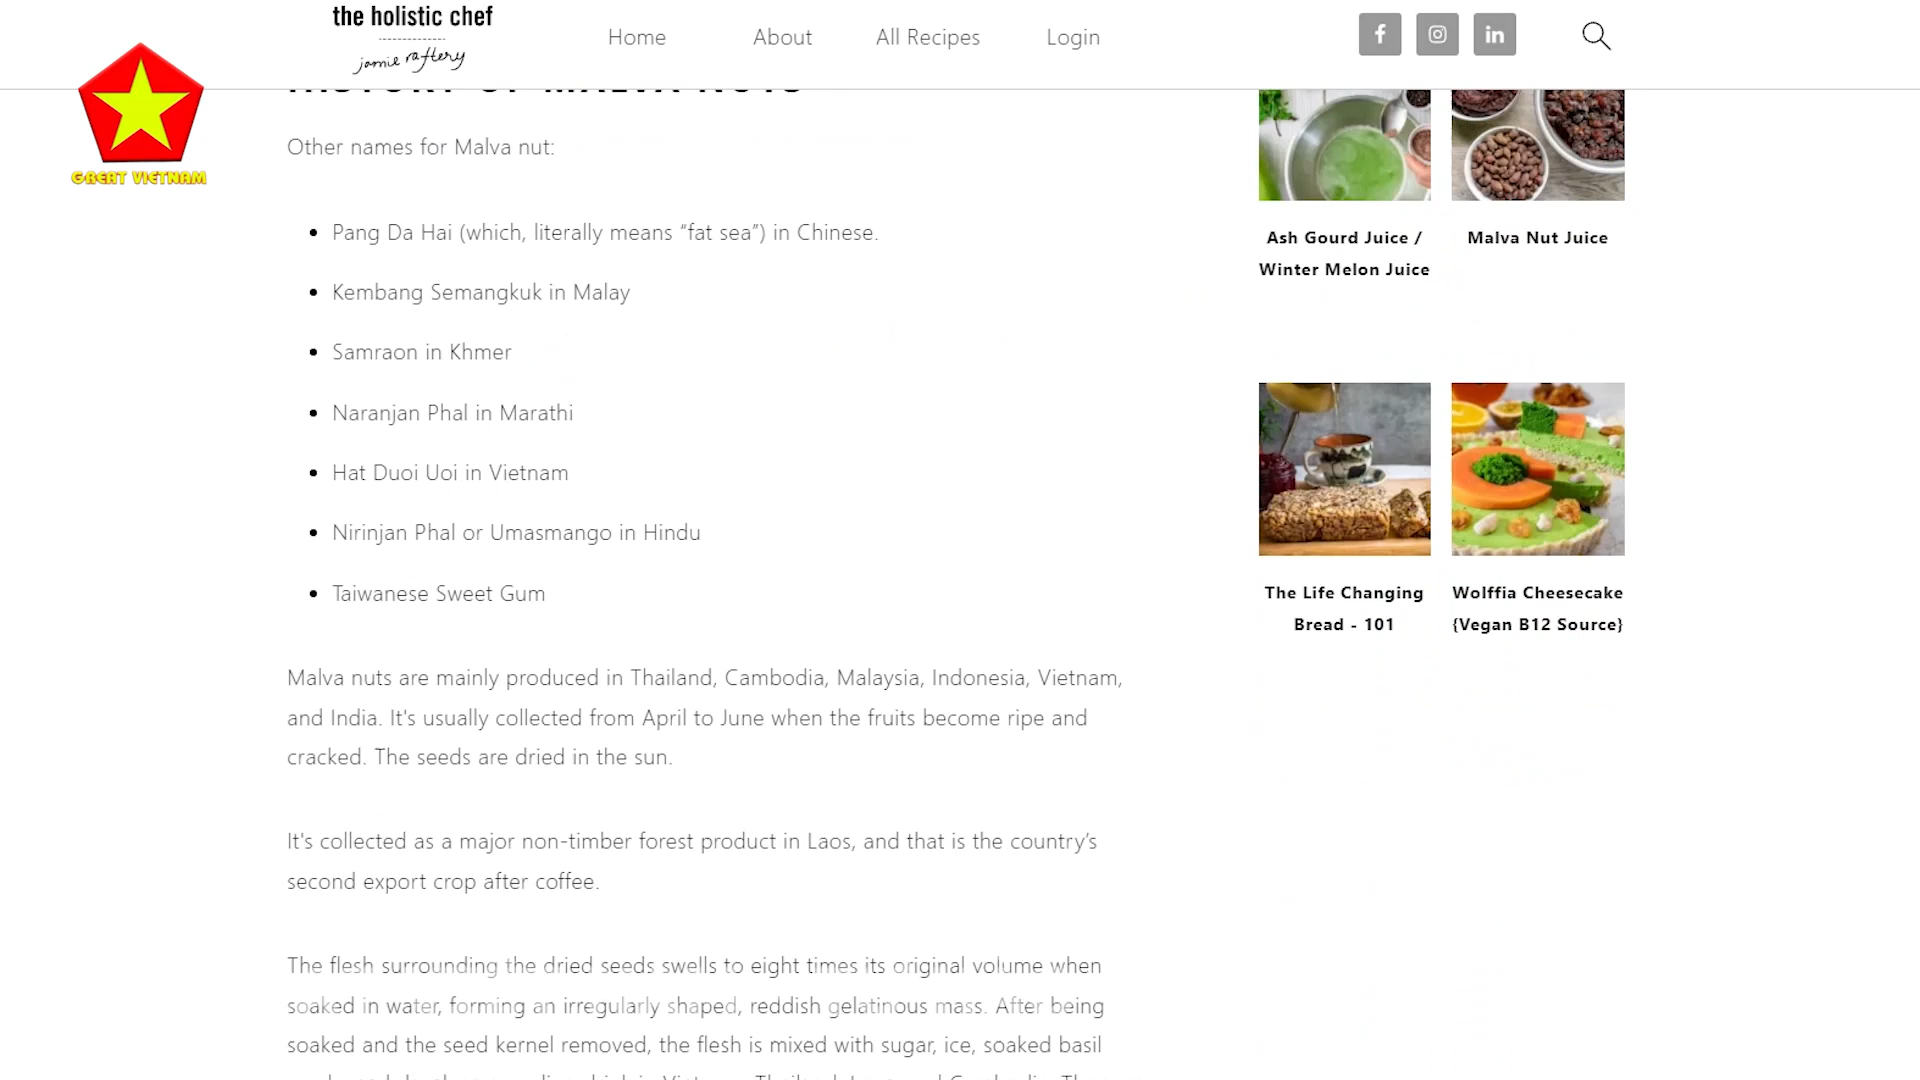 the holistic chef
jamie raftery
Home
About
All Recipes
Login
GREAT VIETNAM
HISTORY OF MALVA NUTS
Other names for Malva nut:
Pang Da Hai (which, literally means “fat sea”) in Chinese.
Kembang Semangkuk in Malay
Samraon in Khmer
Naranjan Phal in Marathi
Hat Duoi Uoi in Vietnam
Nirinjan Phal or Umasmango in Hindu
Taiwanese Sweet Gum
Malva nuts are mainly produced in Thailand, Cambodia, Malaysia, Indonesia, Vietnam,
and India. It's usually collected from April to June when the fruits become ripe and
cracked. The seeds are dried in the sun.
It's collected as a major non-timber forest product in Laos, and that is the country’s
second export crop after coffee.
The flesh surrounding the dried seeds swells to eight times its original volume when
soaked in water, forming an irregularly shaped, reddish gelatinous mass. After being
soaked and the seed kernel removed, the flesh is mixed with sugar, ice, soaked basil
Ash Gourd Juice /
Winter Melon Juice
Malva Nut Juice
The Life Changing
Bread - 101
Wolffia Cheesecake
{Vegan B12 Source}